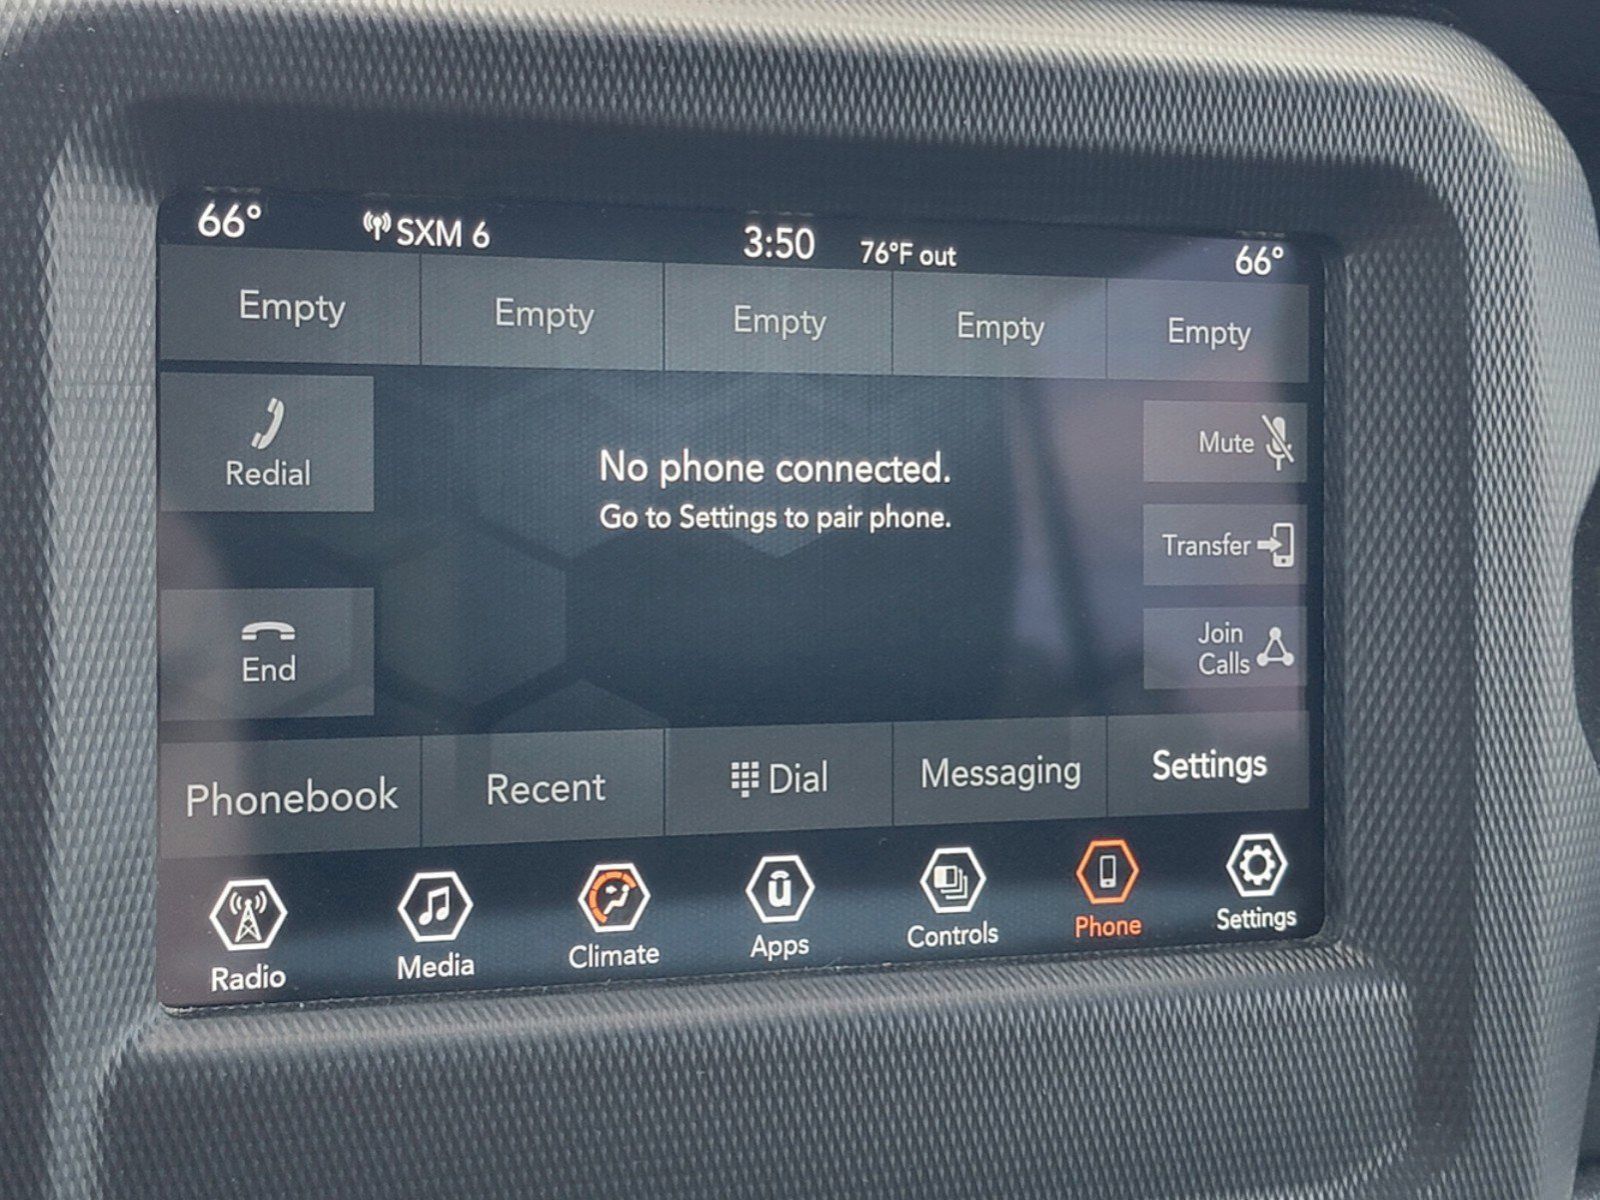 66°
SXM 6
3:50
76°F out
66°
Empty
Empty
Empty
Empty
Empty
Redial
No phone connected.
Go to Settings to pair phone.
Mute
Transfer
Join
Calls
End
Phonebook
Recent
Dial
Messaging
Settings
Radio
Media
Climate
Apps
Controls
Phone
Settings